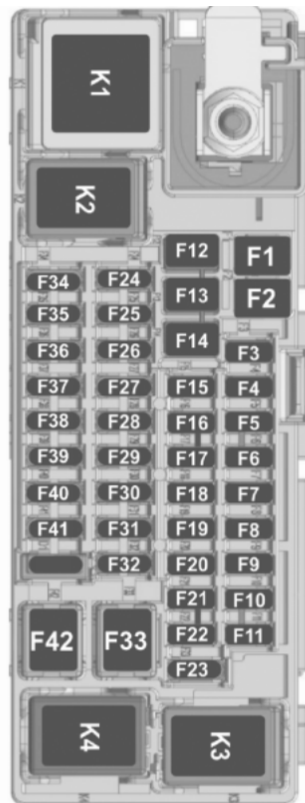 K1
K2
F12 F1
F13 F2
F14
F34 F24
F35 F25
F36 F26 F3
F37 F27 F15 F4
F38 F28 F16 F5
F39 F29 F17 F6
F40 F30 F18 F7
F41 F31 F19 F8
F32 F20 F9
F21 F10
F42 F33 F22 F11
F23
K4 K3